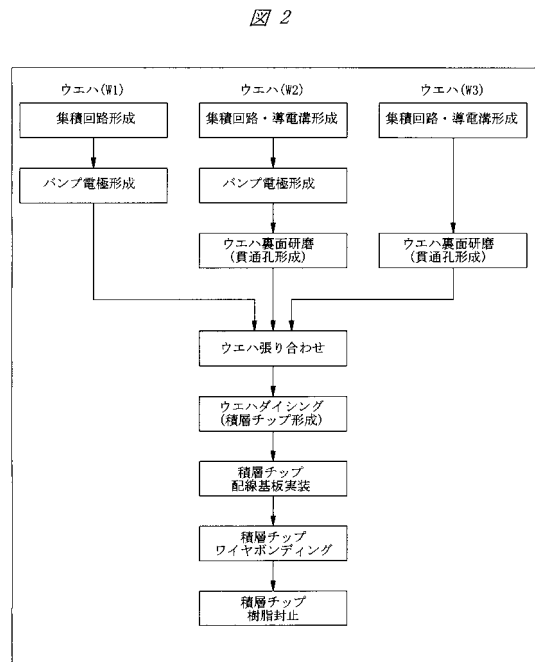 図 2
ウエハ(W1)
ウエハ(W2)
ウエハ(W3)
集積回路形成
集積回路・導電溝形成
集積回路・導電溝形成
バンプ電極形成
バンプ電極形成
ウエハ裏面研磨
(貫通孔形成)
ウエハ裏面研磨
(貫通孔形成)
ウエハ張り合わせ
ウエハダイシング
(積層チップ形成)
積層チップ
配線基板実装
積層チップ
ワイヤボンディング
積層チップ
樹脂封止